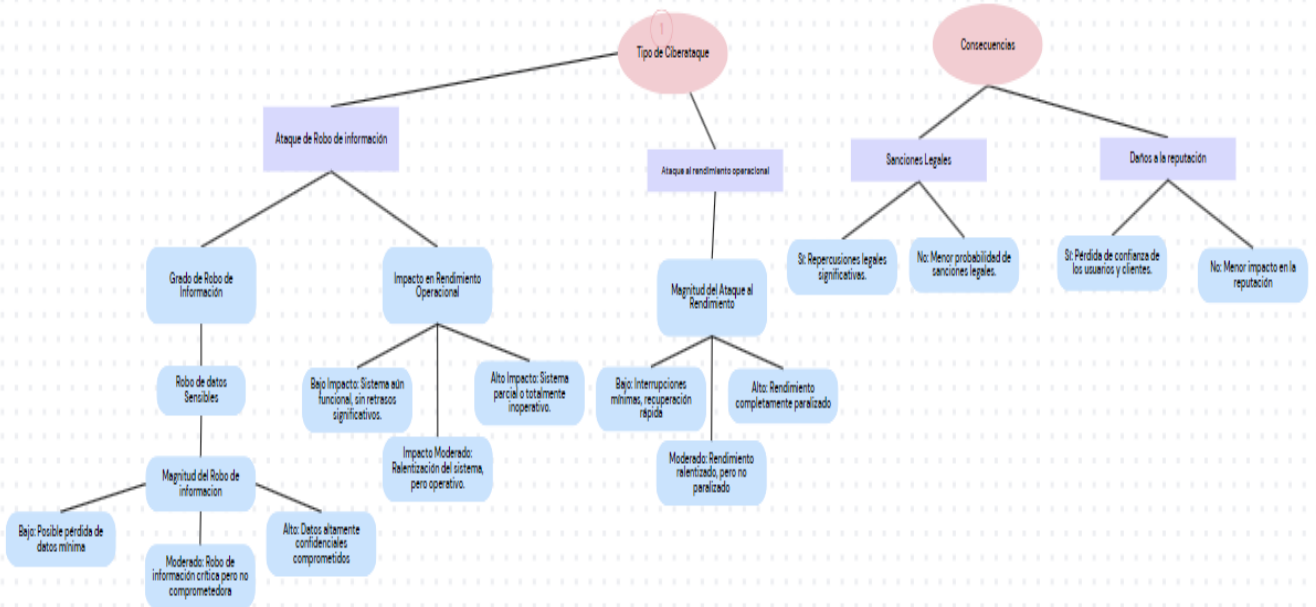 1
Tipo de Ciberataque
Consecuencias
Ataque de Robo de información
Ataque al rendimiento operacional
Sanciones Legales
Daños a la reputación
Grado de Robo de
Información
Impacto en Rendimiento
Operacional
Magnitud del Ataque al
Rendimiento
Sí: Repercusiones legales
significativas.
No: Menor probabilidad de
sanciones legales.
Sí: Pérdida de confianza de
los usuarios y clientes.
No: Menor impacto en la
reputación
Robo de datos
Sensibles
Bajo Impacto: Sistema aún
funcional, sin retrasos
significativos.
Alto Impacto: Sistema
parcial o totalmente
inoperativo.
Bajo: Interrupciones
mínimas, recuperación
rápida
Alto: Rendimiento
completamente paralizado
Impacto Moderado:
Ralentización del sistema,
pero operativo.
Moderado: Rendimiento
ralentizado, pero no
paralizado
Magnitud del Robo de
informacion
Bajo: Posible pérdida de
datos mínima
Moderado: Robo de
información crítica pero no
comprometedora
Alto: Datos altamente
confidenciales
comprometidos